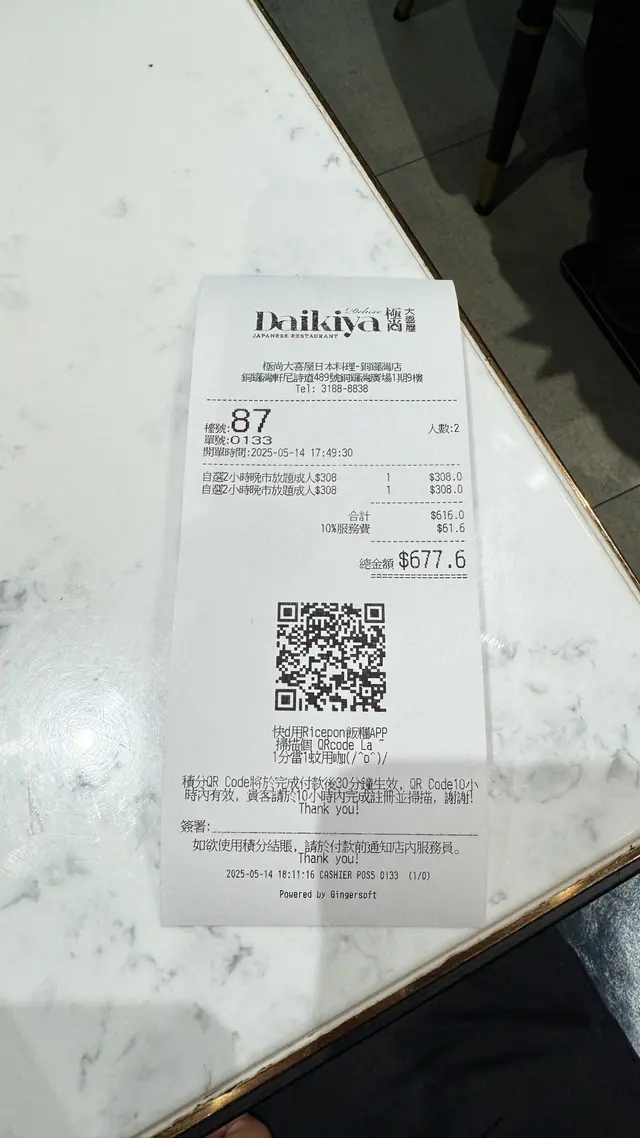 Daikiya Deluxe 極尚 大喜屋
JAPANESE RESTAURANT
極尚大喜屋日本料理-銅鑼灣店
銅鑼灣軒尼詩道489號銅鑼灣廣場1期9樓
Tel: 3188-8838
檯號:87 人數:2
單號:0133
開單時間:2025-05-14 17:49:30
自選2小時晚市放題成人$308 1 $308.0
自選2小時晚市放題成人$308 1 $308.0
合計 $616.0
10%服務費 $61.6
總金額 $677.6
快d用Ricepon飯糰APP
掃描個 QRcode La ~
1分當1蚊用咖(/^o^)/
積分QR Code將於完成付款後30分鐘生效, QR Code10小
時內有效, 貴客請於10小時內完成註冊並掃描, 謝謝!
Thank you!
簽署:
如欲使用積分結賬, 請於付款前通知店內服務員。
Thank you!
2025-05-14 18:11:16 CASHIER POS5 0133 (1/0)
Powered by Gingersoft